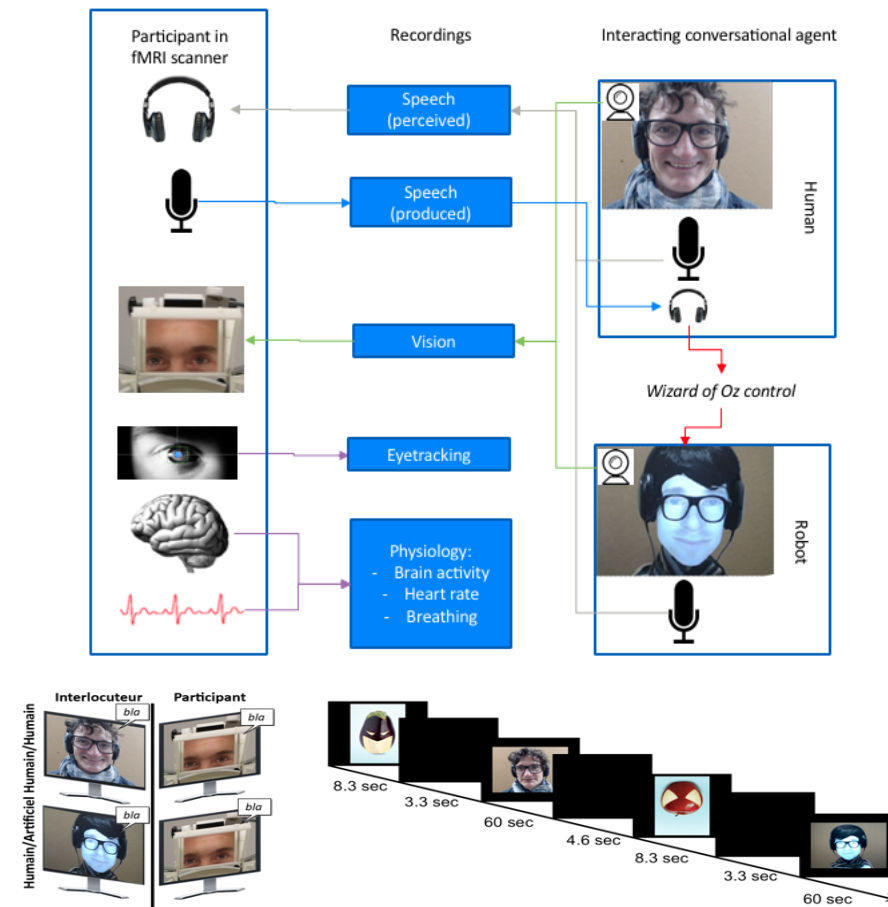 Participant in
fMRI scanner
Recordings
Interacting conversational agent
Speech
(perceived)
Speech
(produced)
Human
Vision
Wizard of Oz control
Eyetracking
Robot
Physiology:
- Brain activity
- Heart rate
- Breathing
Interlocuteur
Participant
bla
bla
bla
bla
Humain/Artificiel Humain/Humain
8.3 sec
3.3 sec
60 sec
4.6 sec
8.3 sec
3.3 sec
60 sec